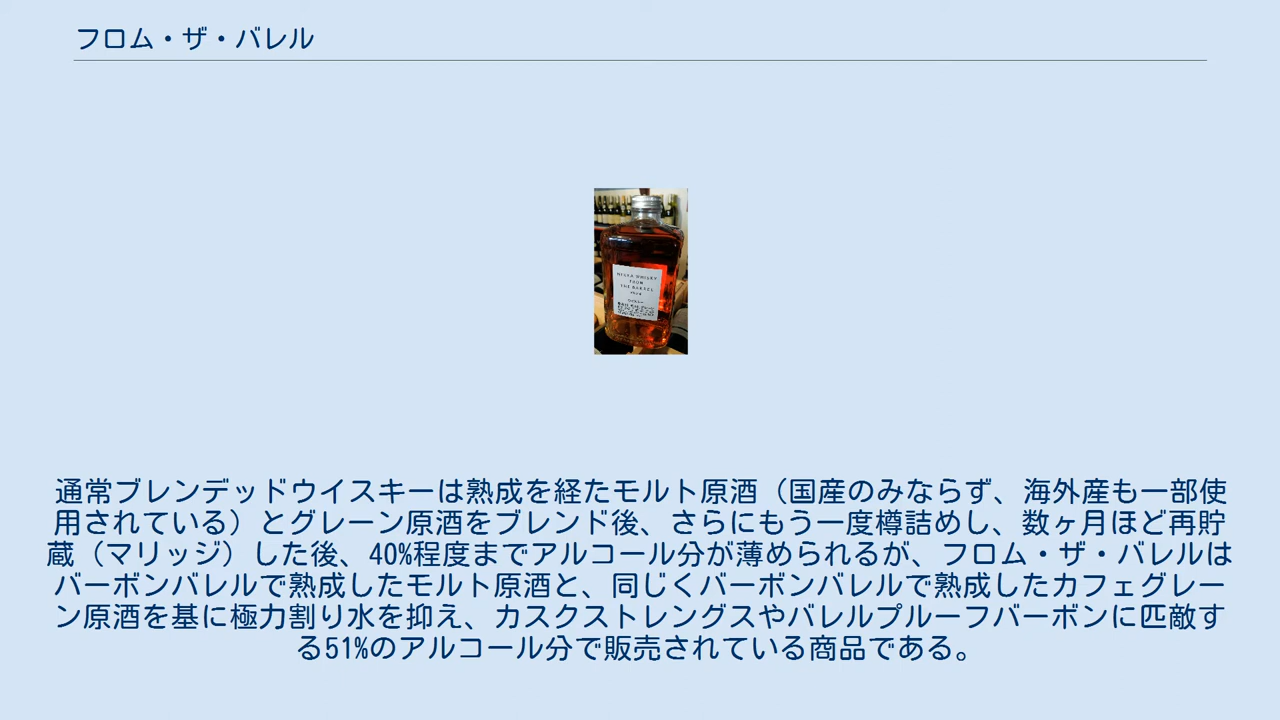 フロム・ザ・バレル
NIKKA WHISKY
FROM
THE BARREL
通常ブレンデッドウイスキーは熟成を経たモルト原酒（国産のみならず、海外産も一部使
用されている）とグレーン原酒をブレンド後、さらにもう一度樽詰めし、数ヶ月ほど再貯
蔵（マリッジ）した後、40%程度までアルコール分が薄められるが、フロム・ザ・バレルは
バーボンバレルで熟成したモルト原酒と、同じくバーボンバレルで熟成したカフェグレー
ン原酒を基に極力割り水を抑え、カスクストレングスやバレルプルーフバーボンに匹敵す
る51%のアルコール分で販売されている商品である。